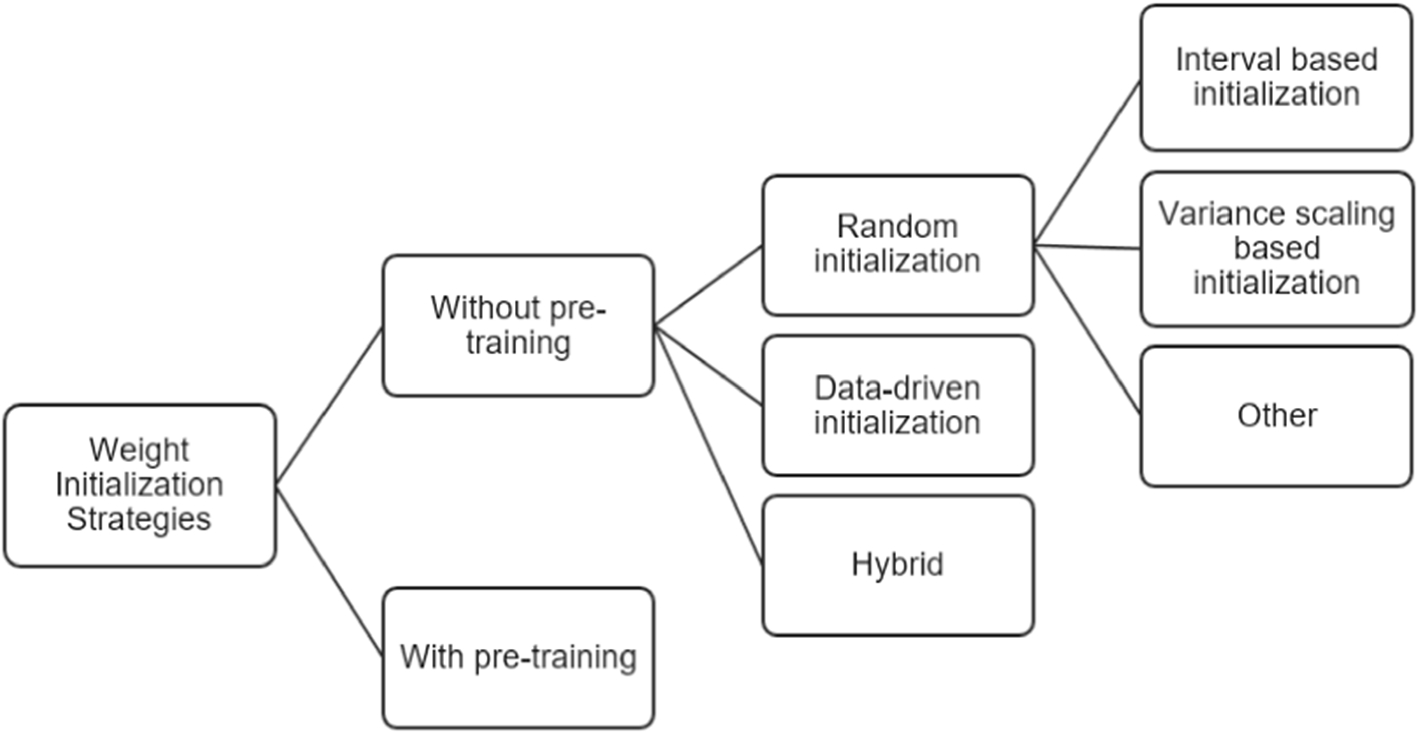 Weight
Initialization
Strategies
Without pre-
training
With pre-training
Random
initialization
Data-driven
initialization
Hybrid
Interval based
initialization
Variance scaling
based
initialization
Other